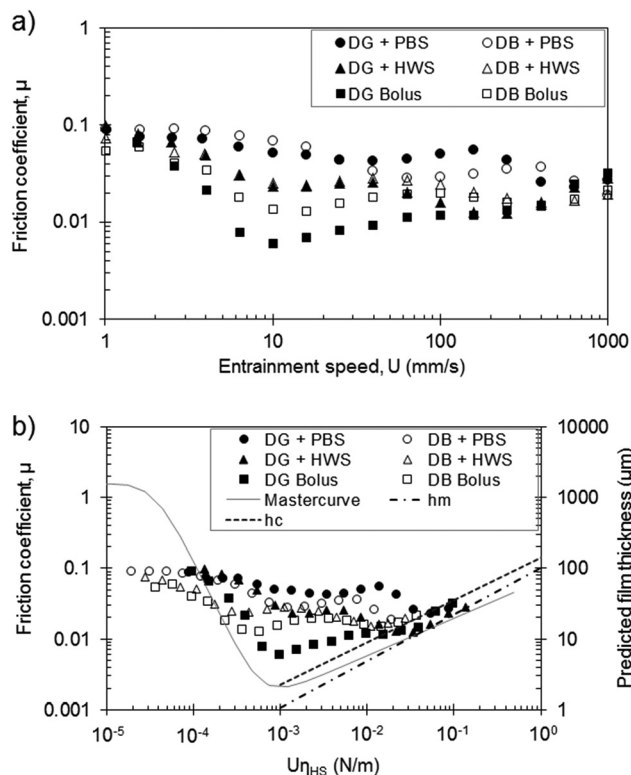 a)
1
DG + PBS DB + PBS
DG + HWS DB + HWS
DG Bolus DB Bolus
0.1
0.01
0.001
Friction coefficient, μ
1 10 100 1000
Entrainment speed, U (mm/s)
b)
10 10000
DG + PBS DB + PBS
DG + HWS DB + HWS
DG Bolus DB Bolus
Mastercurve hm
hc
1 1000
0.1 100
0.01 10
0.001 1
Friction coefficient, μ
Predicted film thickness (um)
10⁻⁵ 10⁻⁴ 10⁻³ 10⁻² 10⁻¹ 10⁰
Uη_HS (N/m)